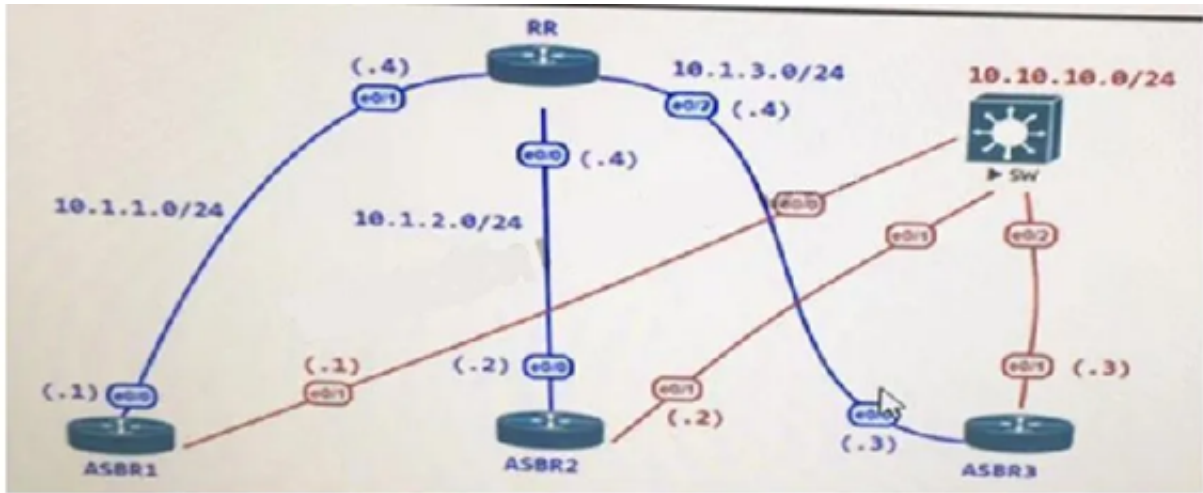 RR
(.4)
e0/1
10.1.3.0/24
e0/2
(.4)
10.10.10.0/24
e0/0
(.4)
SW
10.1.1.0/24
10.1.2.0/24
e0/0
e0/1
e0/2
(.1)
e0/0
(.1)
e0/1
(.2)
e0/0
e0/1
(.2)
(.3)
e0/1
(.3)
ASBR1
ASBR2
ASBR3